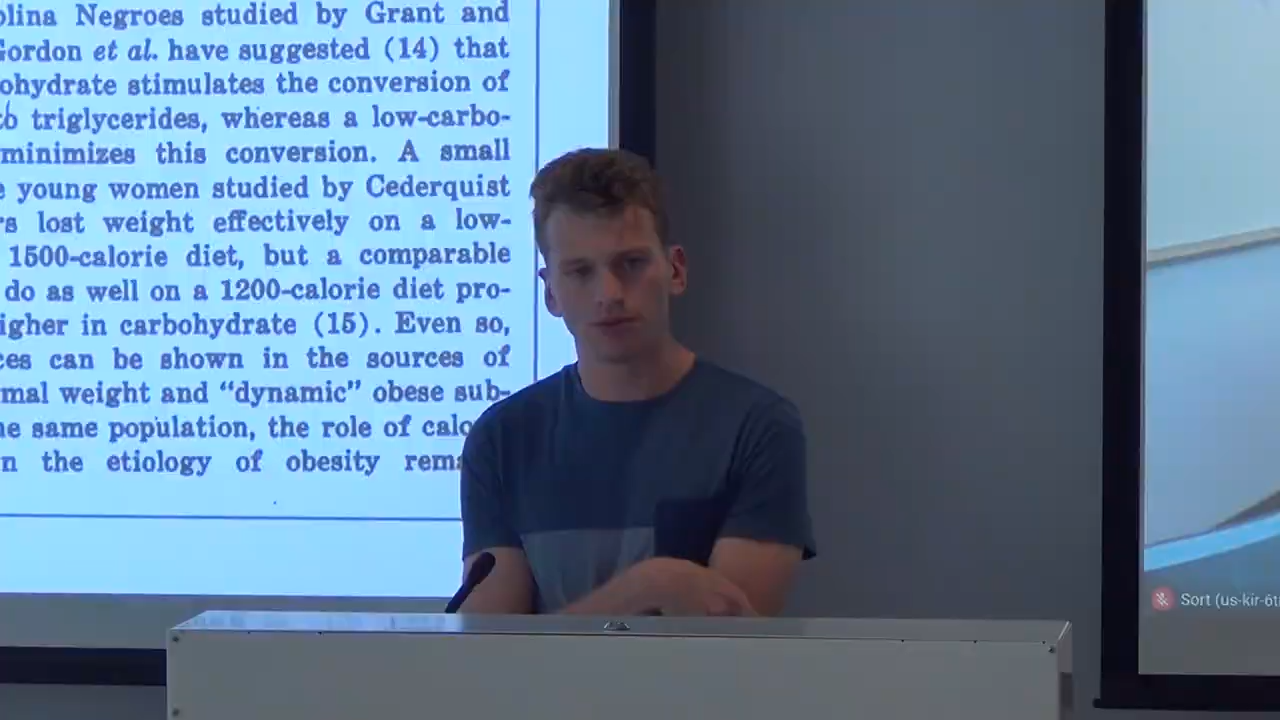 olina Negroes studied by Grant and
Gordon et al. have suggested (14) that
ohydrate stimulates the conversion of
to triglycerides, whereas a low-carbo-
minimizes this conversion. A small
e young women studied by Cederquist
rs lost weight effectively on a low-
1500-calorie diet, but a comparable
do as well on a 1200-calorie diet pro-
igher in carbohydrate (15). Even so,
ces can be shown in the sources of
mal weight and “dynamic” obese sub-
he same population, the role of calo
n the etiology of obesity rema
Sort (us-kir-6t